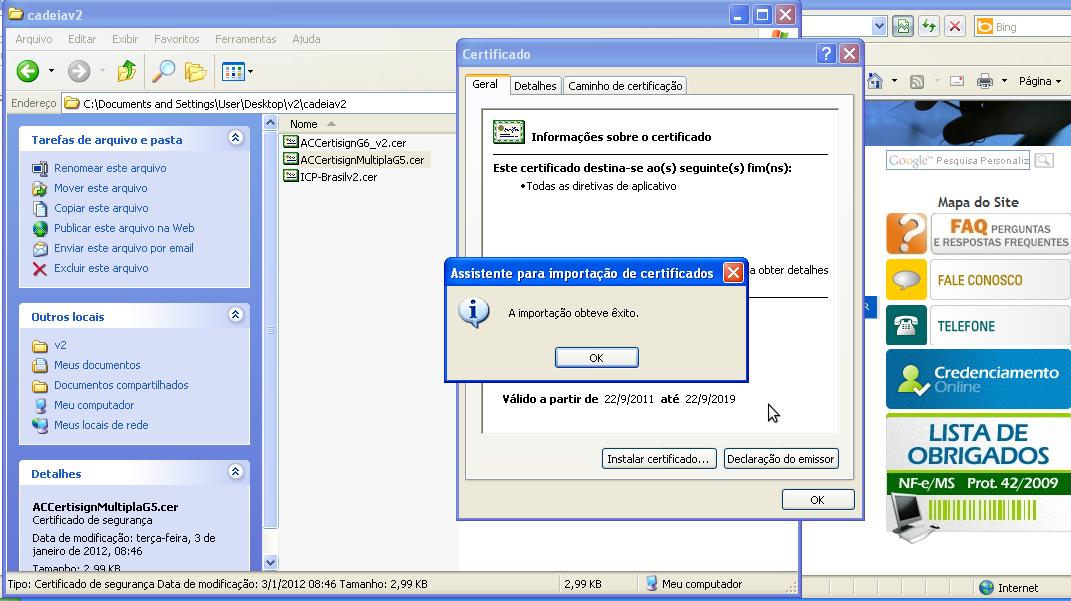 cadeiav2
Arquivo Editar Exibir Favoritos Ferramentas Ajuda
Endereço C:\Documents and Settings\User\Desktop\v2\cadeiav2
Tarefas de arquivo e pasta
Renomear este arquivo
Mover este arquivo
Copiar este arquivo
Publicar este arquivo na Web
Enviar este arquivo por email
Excluir este arquivo
Outros locais
v2
Meus documentos
Documentos compartilhados
Meu computador
Meus locais de rede
Detalhes
ACCertisignMultiplaG5.cer
Certificado de segurança
Data de modificação: terça-feira, 3 de
janeiro de 2012, 08:46
Tamanho: 2,99 KB
Nome
ACCertisignG6_v2.cer
ACCertisignMultiplaG5.cer
ICP-Brasilv2.cer
Tipo: Certificado de segurança Data de modificação: 3/1/2012 08:46 Tamanho: 2,99 KB
2,99 KB
Meu computador
Certificado
Geral Detalhes Caminho de certificação
Informações sobre o certificado
Este certificado destina-se ao(s) seguinte(s) fim(ns):
•Todas as diretivas de aplicativo
a obter detalhes
Assistente para importação de certificados
A importação obteve êxito.
OK
Válido a partir de 22/9/2011 até 22/9/2019
Instalar certificado... Declaração do emissor
OK
Bing
Página
Google™ Pesquisa Personaliz
Mapa do Site
FAQ PERGUNTAS
E RESPOSTAS FREQUENTES
FALE CONOSCO
TELEFONE
Credenciamento
Online
LISTA DE
OBRIGADOS
NF-e/MS Prot. 42/2009
Internet